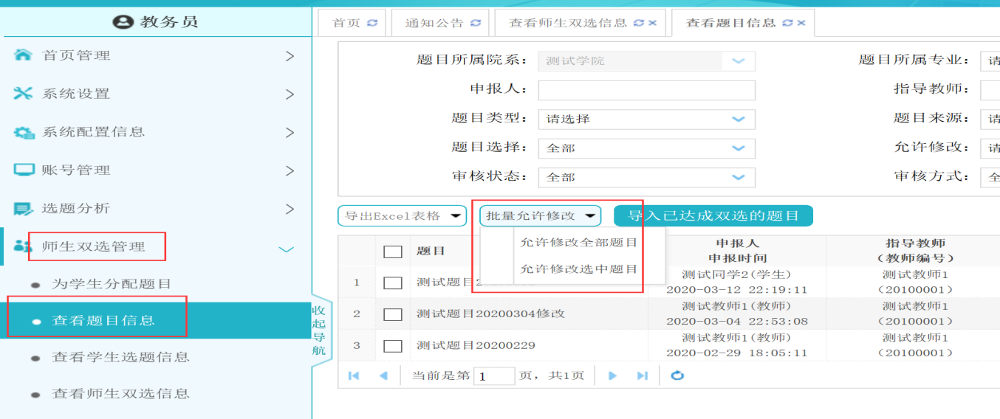 教务员
首页 通知公告 查看师生双选信息 查看题目信息
首页管理
系统设置
系统配置信息
账号管理
选题分析
师生双选管理
为学生分配题目
查看题目信息
查看学生选题信息
查看师生双选信息
收起导航
题目所属院系: 测试学院 题目所属专业: 请
申报人: 指导教师:
题目类型: 请选择 题目来源: 请
题目选择: 全部 允许修改: 请
审核状态: 全部 审核方式: 全
导出Excel表格 批量允许修改 导入已达成双选的题目
允许修改全部题目
允许修改选中题目
题目 申报人 指导教师
申报时间 (教师编号)
1 测试题目2 测试同学2(学生) 测试教师1
2020-03-12 22:19:11 (20100001)
2 测试题目20200304修改 测试教师1(教师) 测试教师1
2020-03-04 22:53:08 (20100001)
3 测试题目20200229 测试教师1(教师) 测试教师1
2020-02-29 18:05:11 (20100001)
当前是第 1 页, 共1页